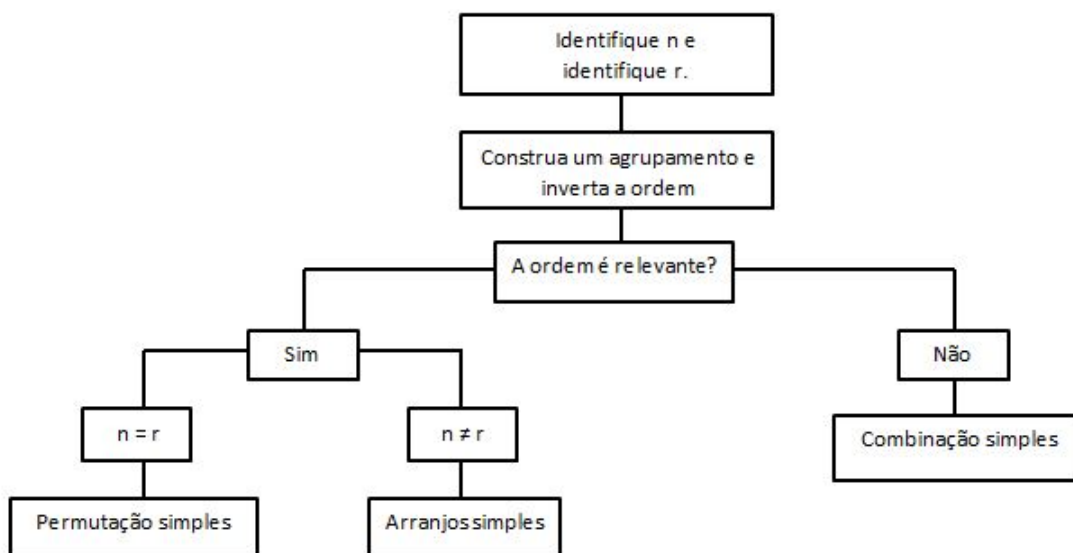 Identifique n e
identifique r.
Construa um agrupamento e
inverta a ordem
A ordem é relevante?
Sim
Não
n = r
n ≠ r
Combinação simples
Permutação simples
Arranjos simples